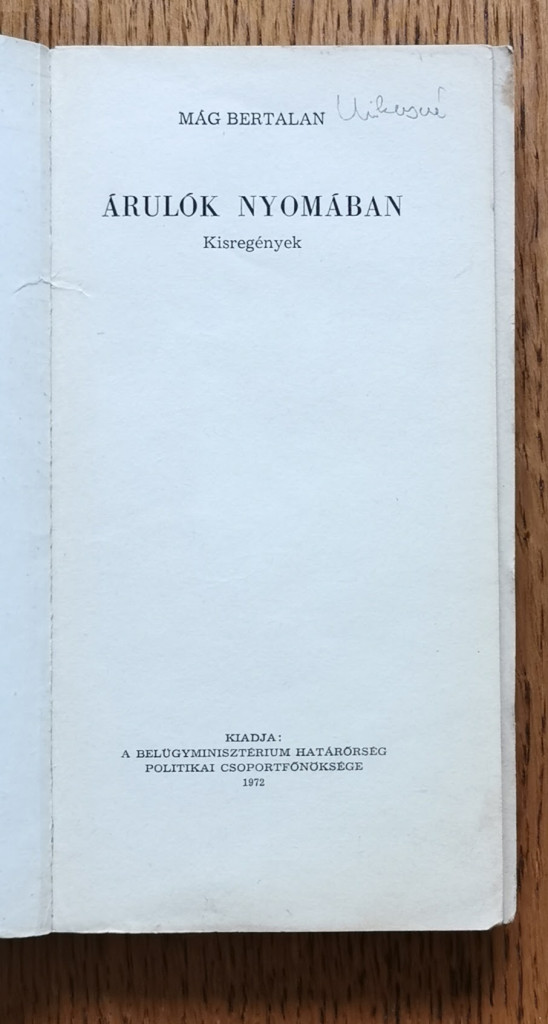 MÁG BERTALAN
ÁRULÓK NYOMÁBAN
Kisregények
KIADJA:
A BELÜGYMINISZTÉRIUM HATÁRŐRSÉG
POLITIKAI CSOPORTFŐNÖKSÉGE
1972